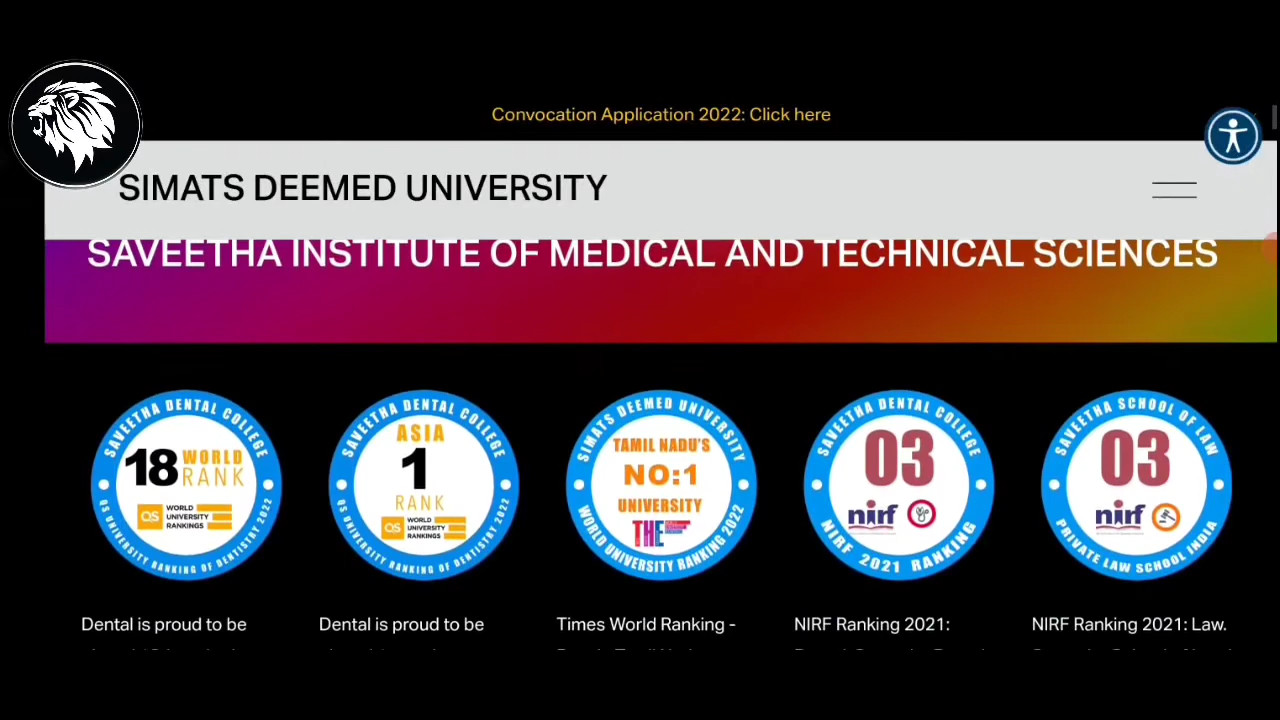 Convocation Application 2022: Click here
SIMATS DEEMED UNIVERSITY
SAVEETHA INSTITUTE OF MEDICAL AND TECHNICAL SCIENCES
SAVEETHA DENTAL COLLEGE
18 WORLD RANK
QS WORLD UNIVERSITY RANKINGS
QS UNIVERSITY RANKING OF DENTISTRY 2022
SAVEETHA DENTAL COLLEGE
ASIA
1
RANK
QS WORLD UNIVERSITY RANKINGS
QS UNIVERSITY RANKING OF DENTISTRY 2022
SIMATS DEEMED UNIVERSITY
TAMIL NADU'S
NO:1
UNIVERSITY
THE
WORLD UNIVERSITY RANKING 2022
SAVEETHA DENTAL COLLEGE
03
nirf
NIRF 2021 RANKING
SAVEETHA SCHOOL OF LAW
03
nirf
PRIVATE LAW SCHOOL INDIA
Dental is proud to be
Dental is proud to be
Times World Ranking -
NIRF Ranking 2021:
NIRF Ranking 2021: Law.